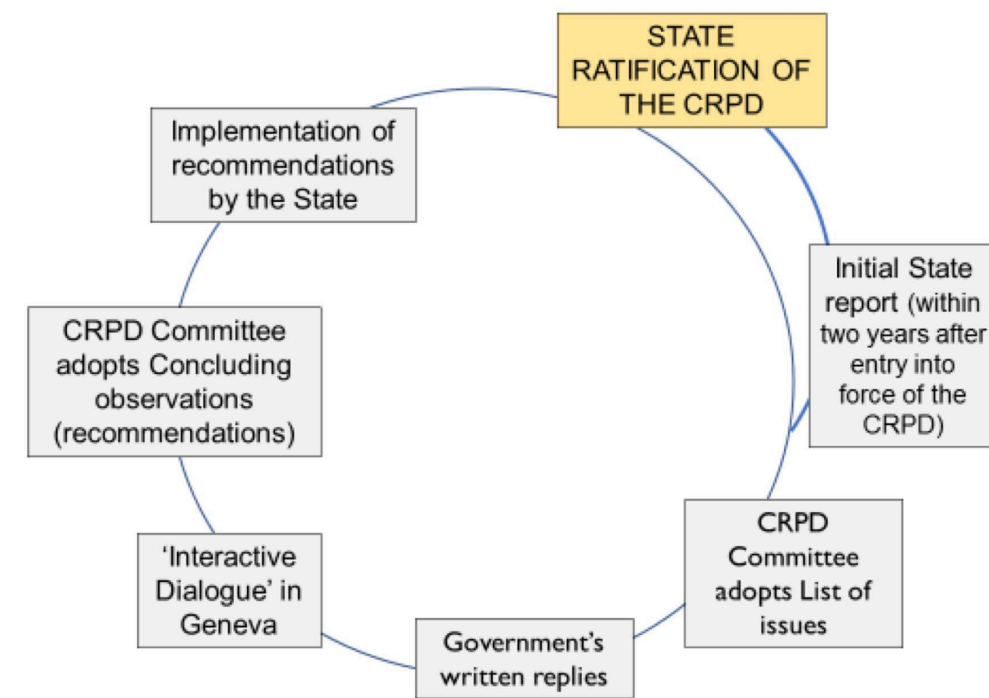 STATE
RATIFICATION OF
THE CRPD
Initial State
report (within
two years after
entry into
force of the
CRPD)
CRPD
Committee
adopts List of
issues
Government’s
written replies
‘Interactive
Dialogue’ in
Geneva
CRPD Committee
adopts Concluding
observations
(recommendations)
Implementation of
recommendations
by the State